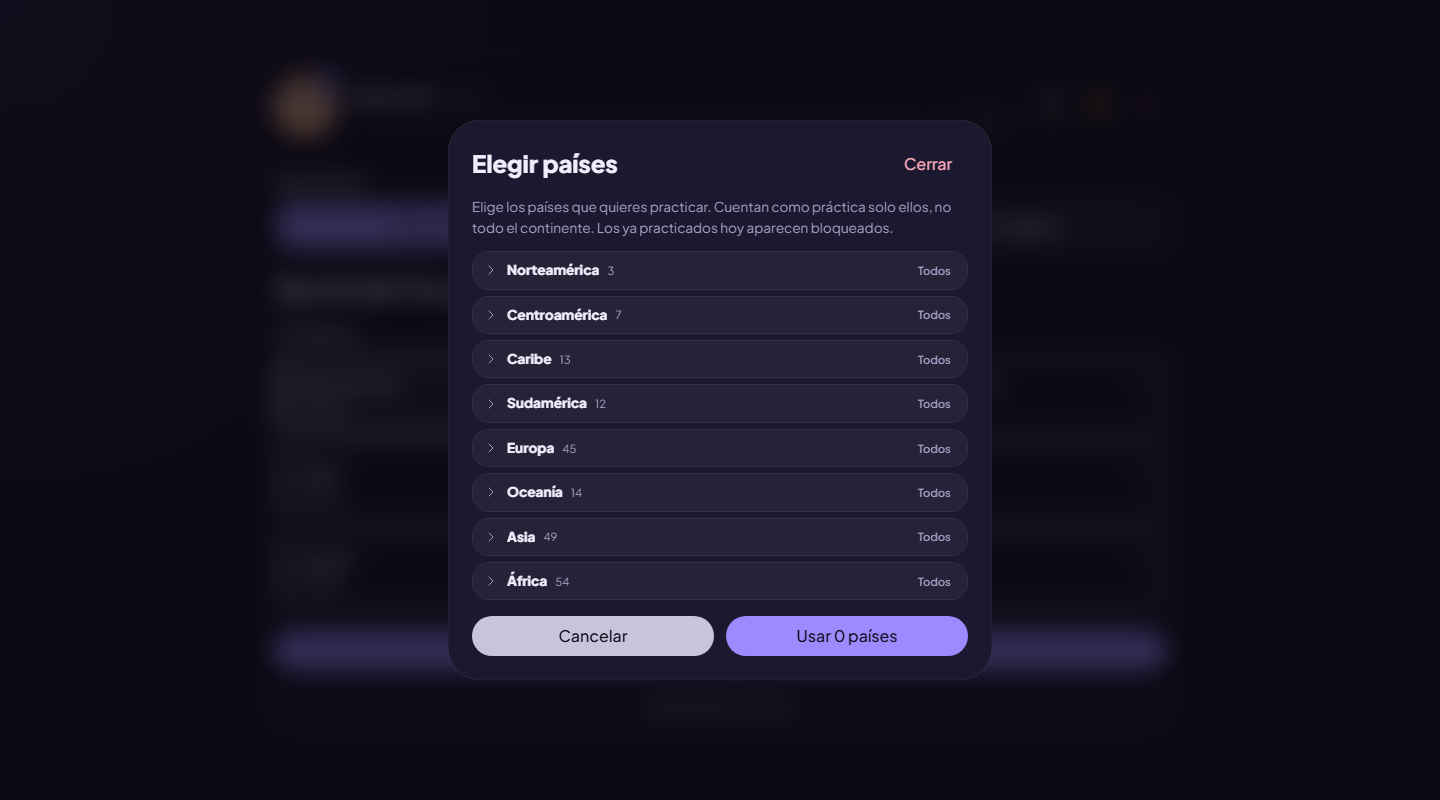 Elegir países
Cerrar
Elige los países que quieres practicar. Cuentan como práctica solo ellos, no
todo el continente. Los ya practicados hoy aparecen bloqueados.
Norteamérica 3 Todos
Centroamérica 7 Todos
Caribe 13 Todos
Sudamérica 12 Todos
Europa 45 Todos
Oceanía 14 Todos
Asia 49 Todos
África 54 Todos
Cancelar
Usar 0 países